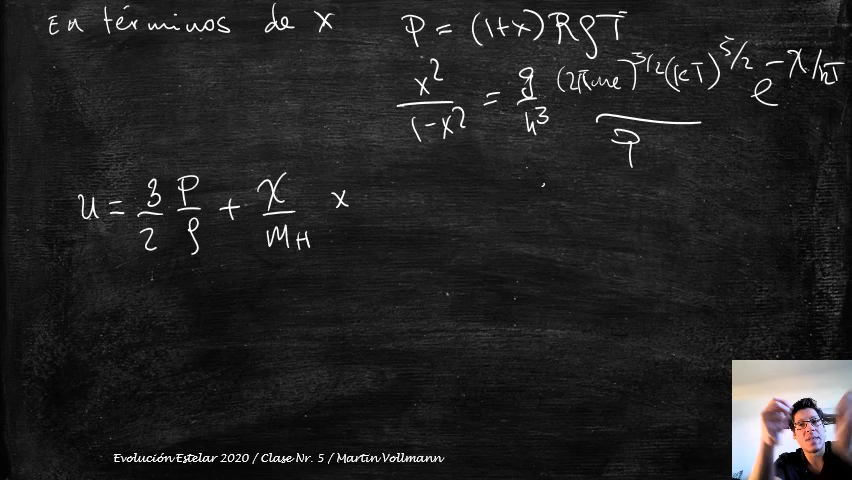 En términos de x
P = (1+x) RρT
x² / 1-x² = g / h³ (2πme)^3/2 (kT)^5/2 / P e^-χ/kT
u = 3/2 P/ρ + χ/mH x
Evolución Estelar 2020 / Clase Nr. 5 / Martin Vollmann